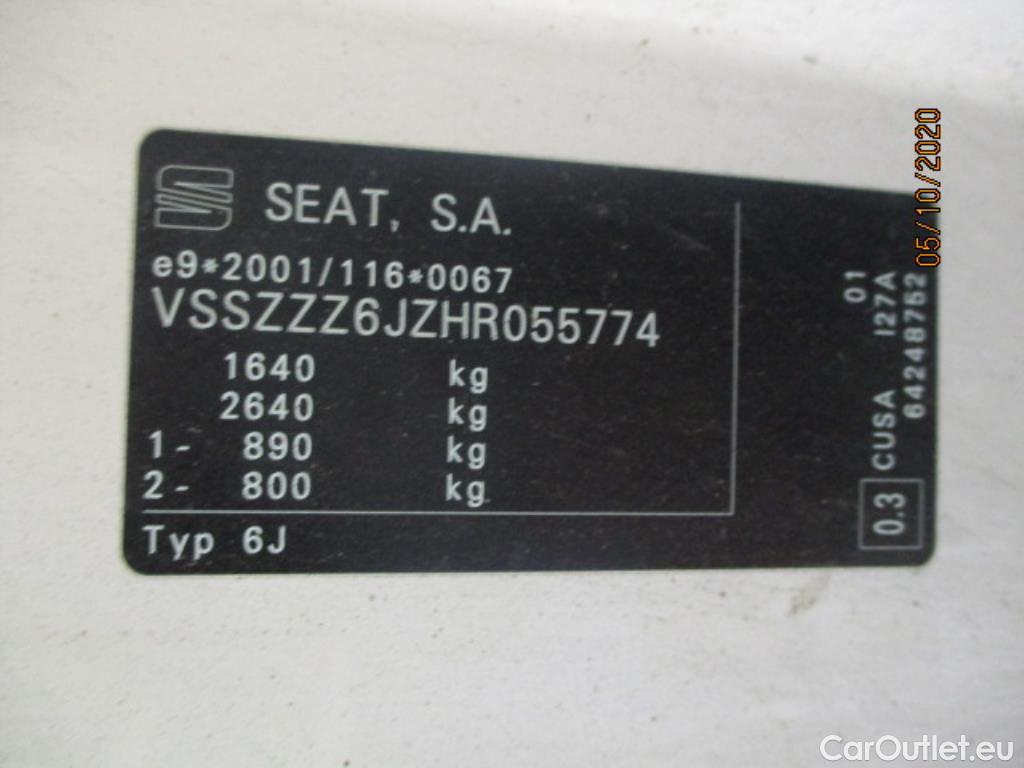 SEAT, S.A.
e9*2001/116*0067
VSSZZZ6JZHR055774
1640 kg
2640 kg
1- 890 kg
2- 800 kg
Typ 6J
01
CUSA I27A
64248752
0.3
05/10/2020
CarOutlet.eu